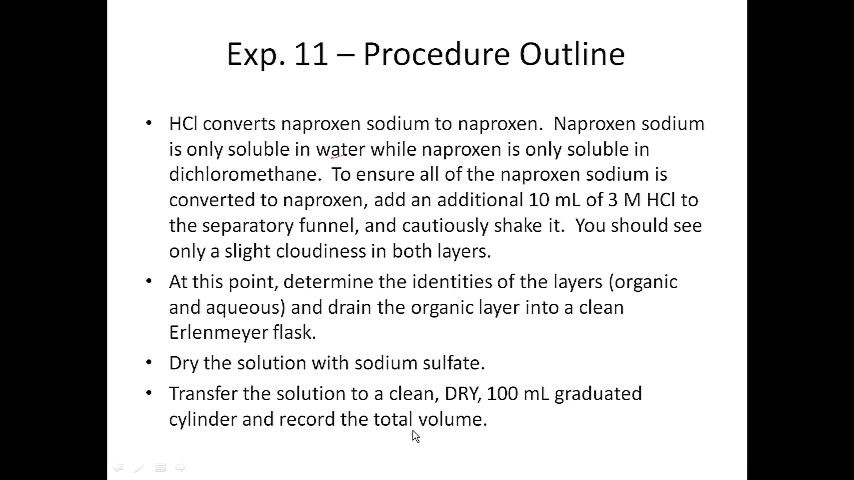 Exp. 11 – Procedure Outline
• HCl converts naproxen sodium to naproxen. Naproxen sodium
is only soluble in water while naproxen is only soluble in
dichloromethane. To ensure all of the naproxen sodium is
converted to naproxen, add an additional 10 mL of 3 M HCl to
the separatory funnel, and cautiously shake it. You should see
only a slight cloudiness in both layers.
• At this point, determine the identities of the layers (organic
and aqueous) and drain the organic layer into a clean
Erlenmeyer flask.
• Dry the solution with sodium sulfate.
• Transfer the solution to a clean, DRY, 100 mL graduated
cylinder and record the total volume.